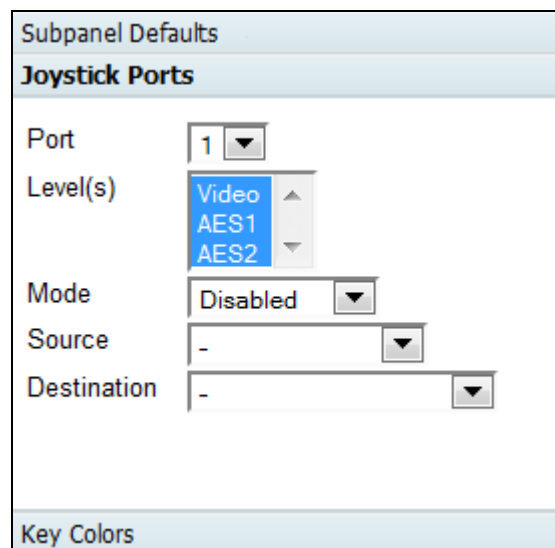 Subpanel Defaults
Joystick Ports
Port 1
Level(s) Video
AES1
AES2
Mode Disabled
Source -
Destination -
Key Colors